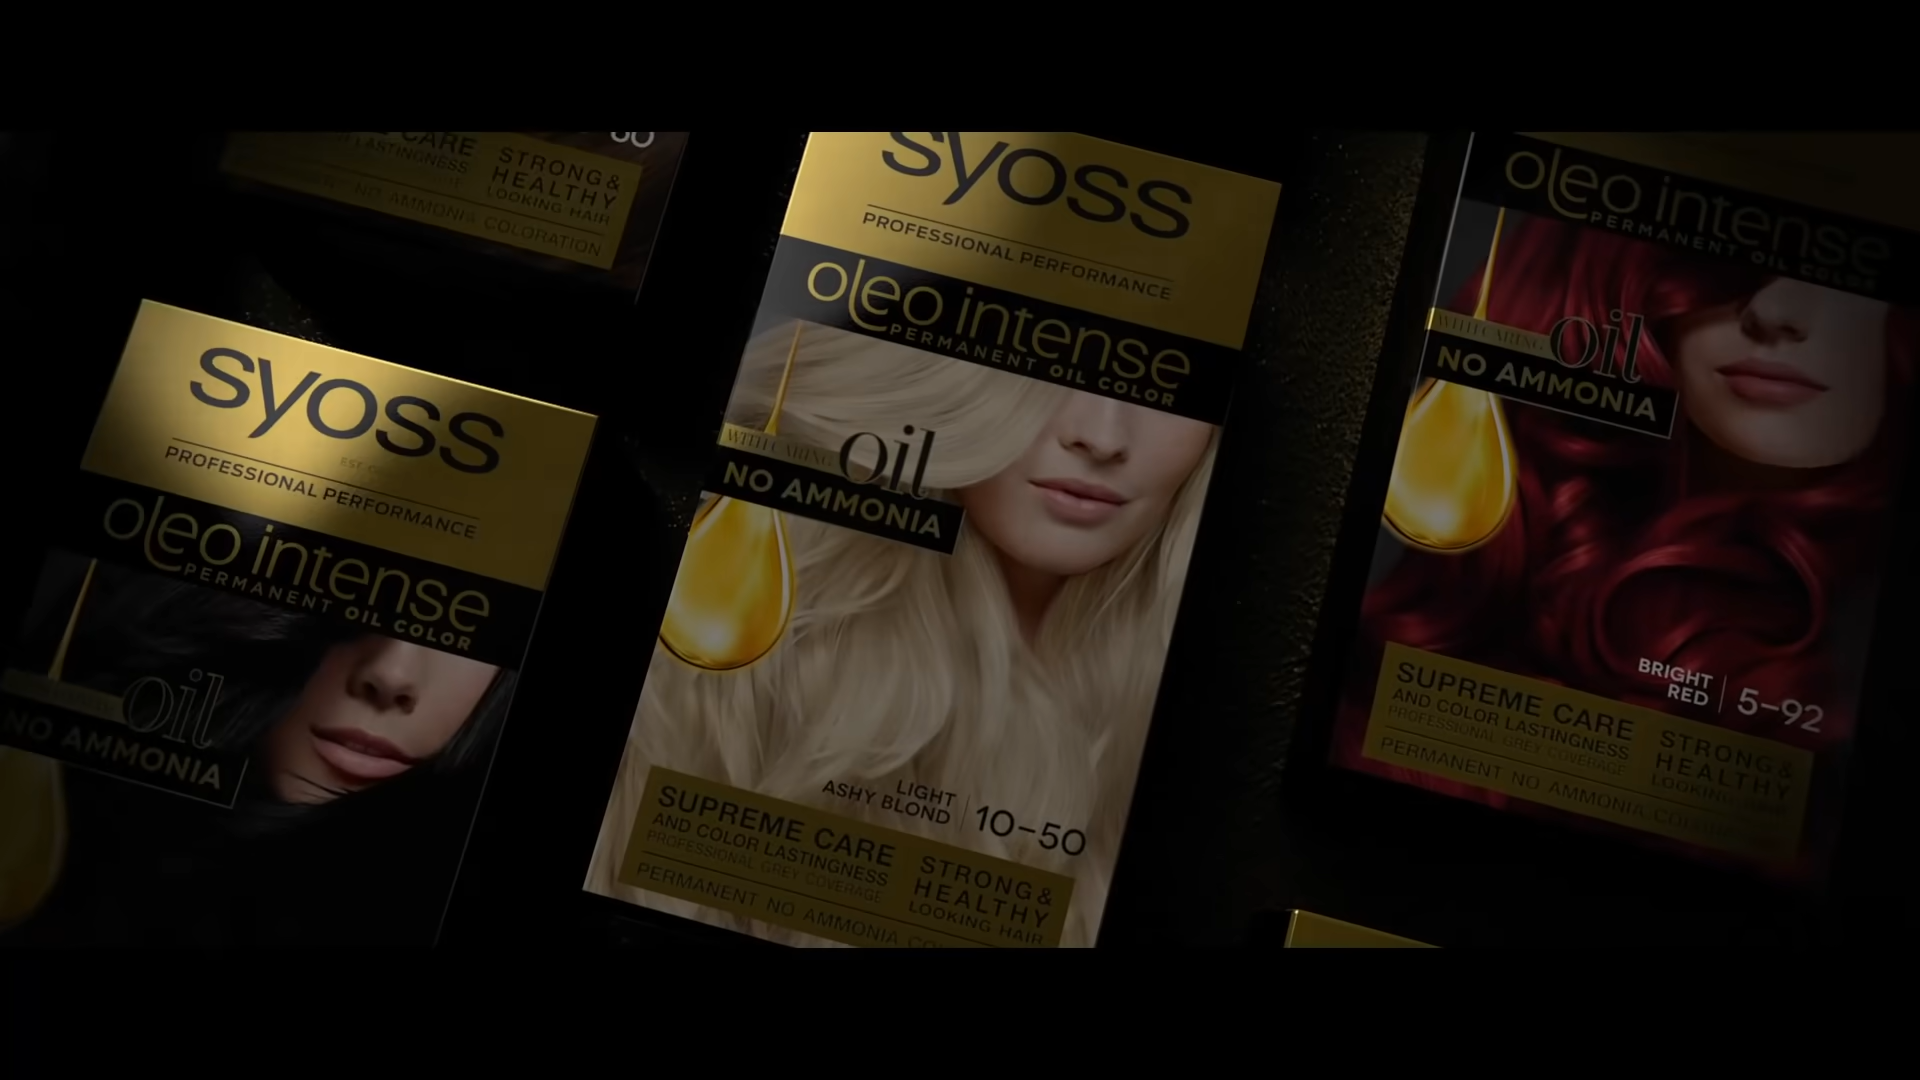 CARE
LASTINGNESS
STRONG &
HEALTHY
LOOKING HAIR
NO AMMONIA COLORATION
syoss
PROFESSIONAL PERFORMANCE
oleo intense
PERMANENT OIL COLOR
oil
NO AMMONIA
syoss
PROFESSIONAL PERFORMANCE
oleo intense
PERMANENT OIL COLOR
WITH CARING oil
NO AMMONIA
LIGHT
ASHY BLOND
10-50
SUPREME CARE
AND COLOR LASTINGNESS
PROFESSIONAL GREY COVERAGE
STRONG &
HEALTHY
LOOKING HAIR
PERMANENT NO AMMONIA
oleo intense
PERMANENT OIL COLOR
WITH CARING oil
NO AMMONIA
BRIGHT
RED
5-92
SUPREME CARE
AND COLOR LASTINGNESS
PROFESSIONAL GREY COVERAGE
STRONG &
HEALTHY
LOOKING HAIR
PERMANENT NO AMMONIA